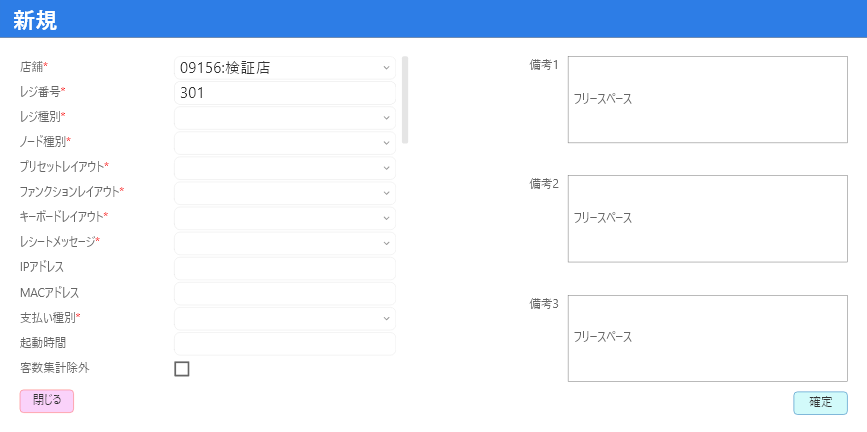 新規
店舗*
09156:検証店
レジ番号*
301
レジ種別*
ノード種別*
プリセットレイアウト*
ファンクションレイアウト*
キーボードレイアウト*
レシートメッセージ*
IPアドレス
MACアドレス
支払い種別*
起動時間
客数集計除外
備考1
フリースペース
備考2
フリースペース
備考3
フリースペース
閉じる
確定